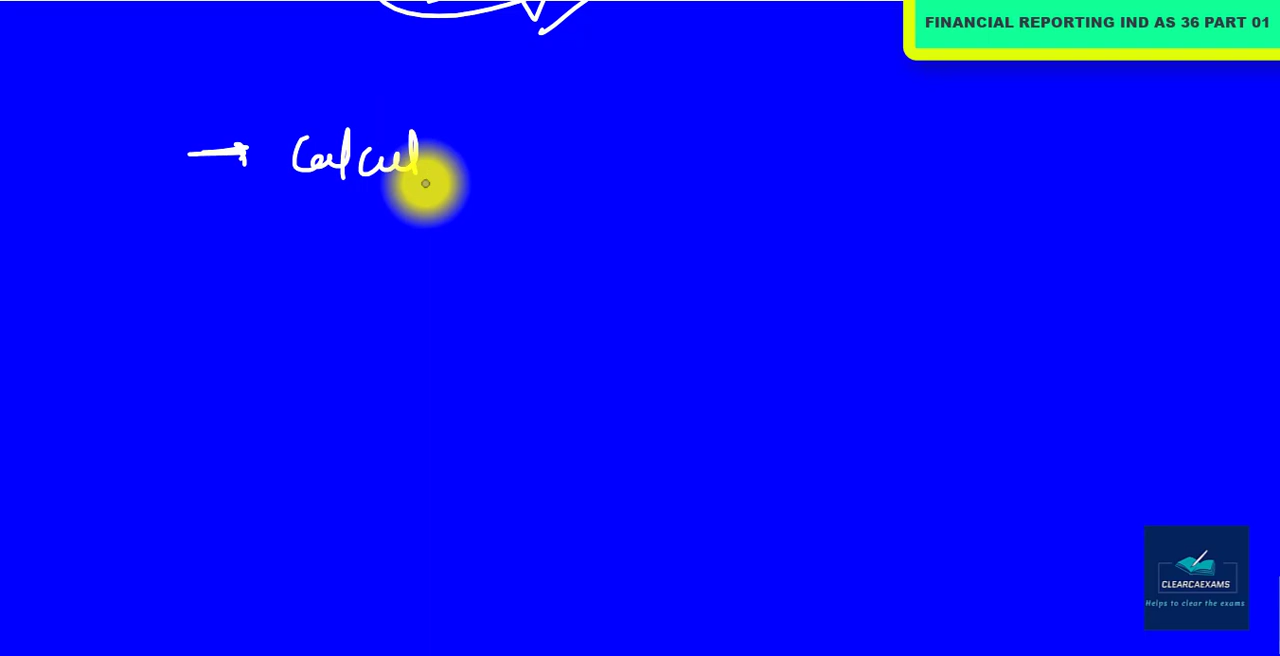 FINANCIAL REPORTING IND AS 36 PART 01
→ Calcul
CLEARCAEXAMS
Helps to clear the exams